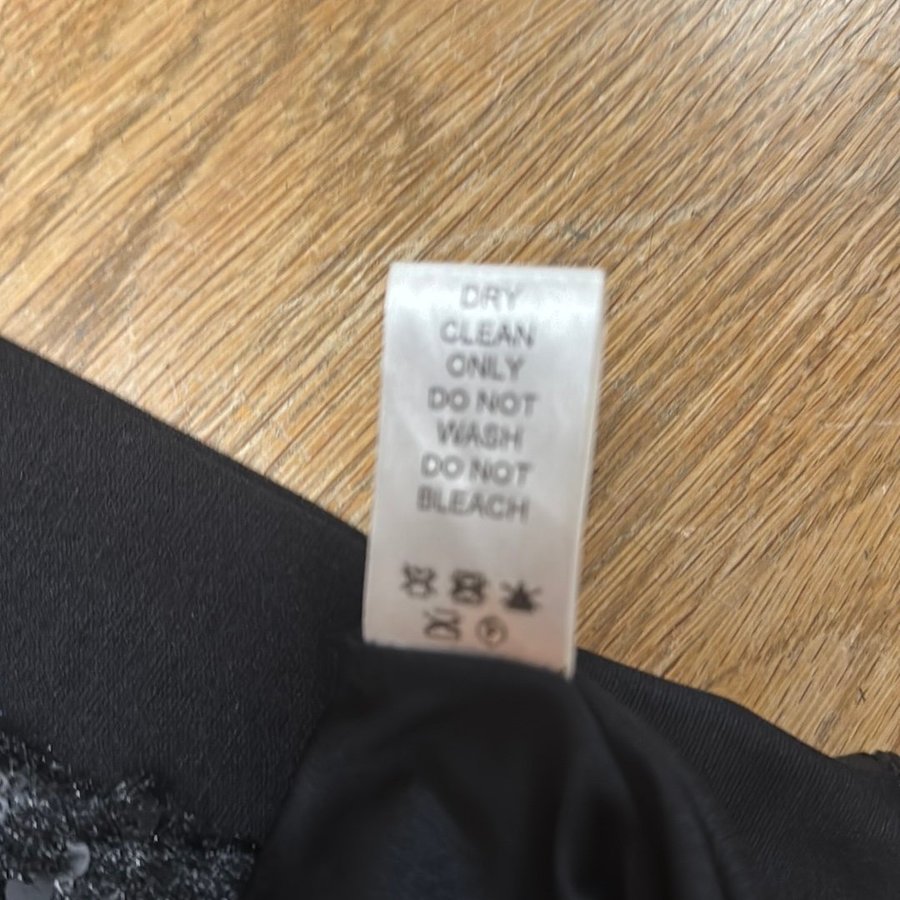 DRY
CLEAN
ONLY
DO NOT
WASH
DO NOT
BLEACH